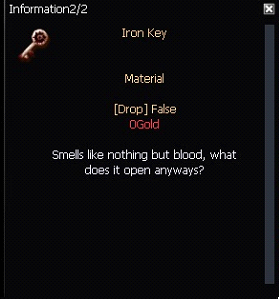 Information2/2
Iron Key
Material
[Drop] False
0Gold
Smells like nothing but blood, what
does it open anyways?